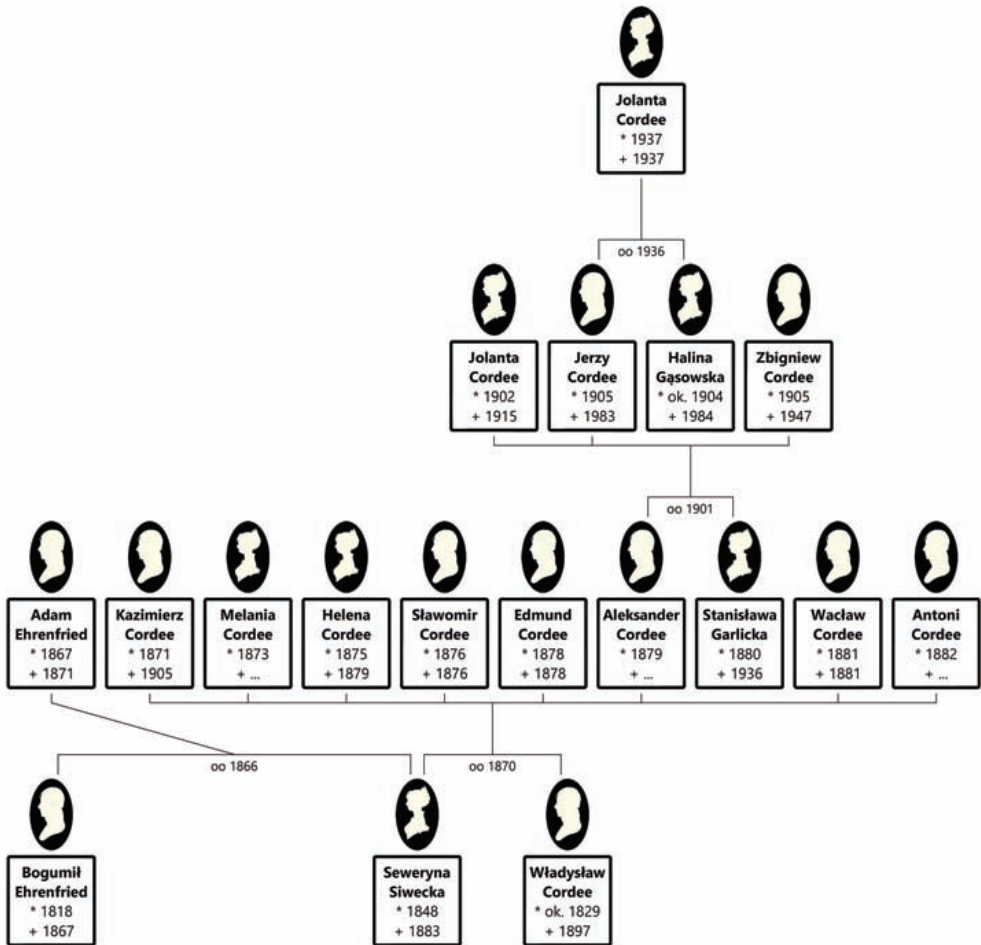 Jolanta
Cordee
* 1937
+ 1937
oo 1936
Jolanta
Cordee
* 1902
+ 1915
Jerzy
Cordee
* 1905
+ 1983
Halina
Gąsowska
* ok. 1904
+ 1984
Zbigniew
Cordee
* 1905
+ 1947
oo 1901
Adam
Ehrenfried
* 1867
+ 1871
Kazimierz
Cordee
* 1871
+ 1905
Melania
Cordee
* 1873
+ ...
Helena
Cordee
* 1875
+ 1879
Sławomir
Cordee
* 1876
+ 1876
Edmund
Cordee
* 1878
+ 1878
Aleksander
Cordee
* 1879
+ ...
Stanisława
Garlicka
* 1880
+ 1936
Wacław
Cordee
* 1881
+ 1881
Antoni
Cordee
* 1882
+ ...
oo 1866
oo 1870
Bogumił
Ehrenfried
* 1818
+ 1867
Seweryna
Siwecka
* 1848
+ 1883
Władysław
Cordee
* ok. 1829
+ 1897